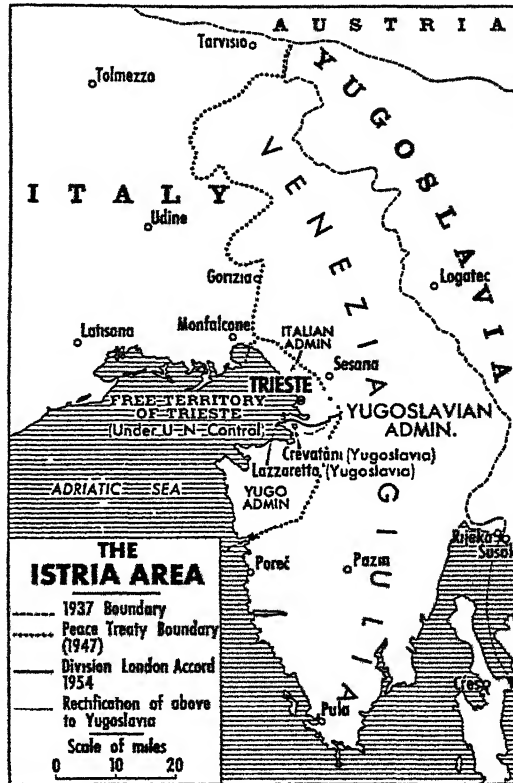 AUSTRIA
Tarvisio
YUGOSLAVIA
Tolmezzo
VENEZIA GIULIA
ITALY
Udine
Gorizia
Logatec
Latisana
Monfalcone
ITALIAN
ADMIN
Sesana
TRIESTE
FREE TERRITORY
OF TRIESTE
(Under U N Control)
YUGOSLAVIAN
ADMIN.
Crevatini (Yugoslavia)
Lazzaretto (Yugoslavia)
ADRIATIC SEA
YUGO
ADMIN
Rijeka
Susak
Poreč
Pazin
Cres
Pula
THE
ISTRIA AREA
1937 Boundary
Peace Treaty Boundary
(1947)
Division London Accord
1954
Rectification of above
to Yugoslavia
Scale of miles
0 10 20